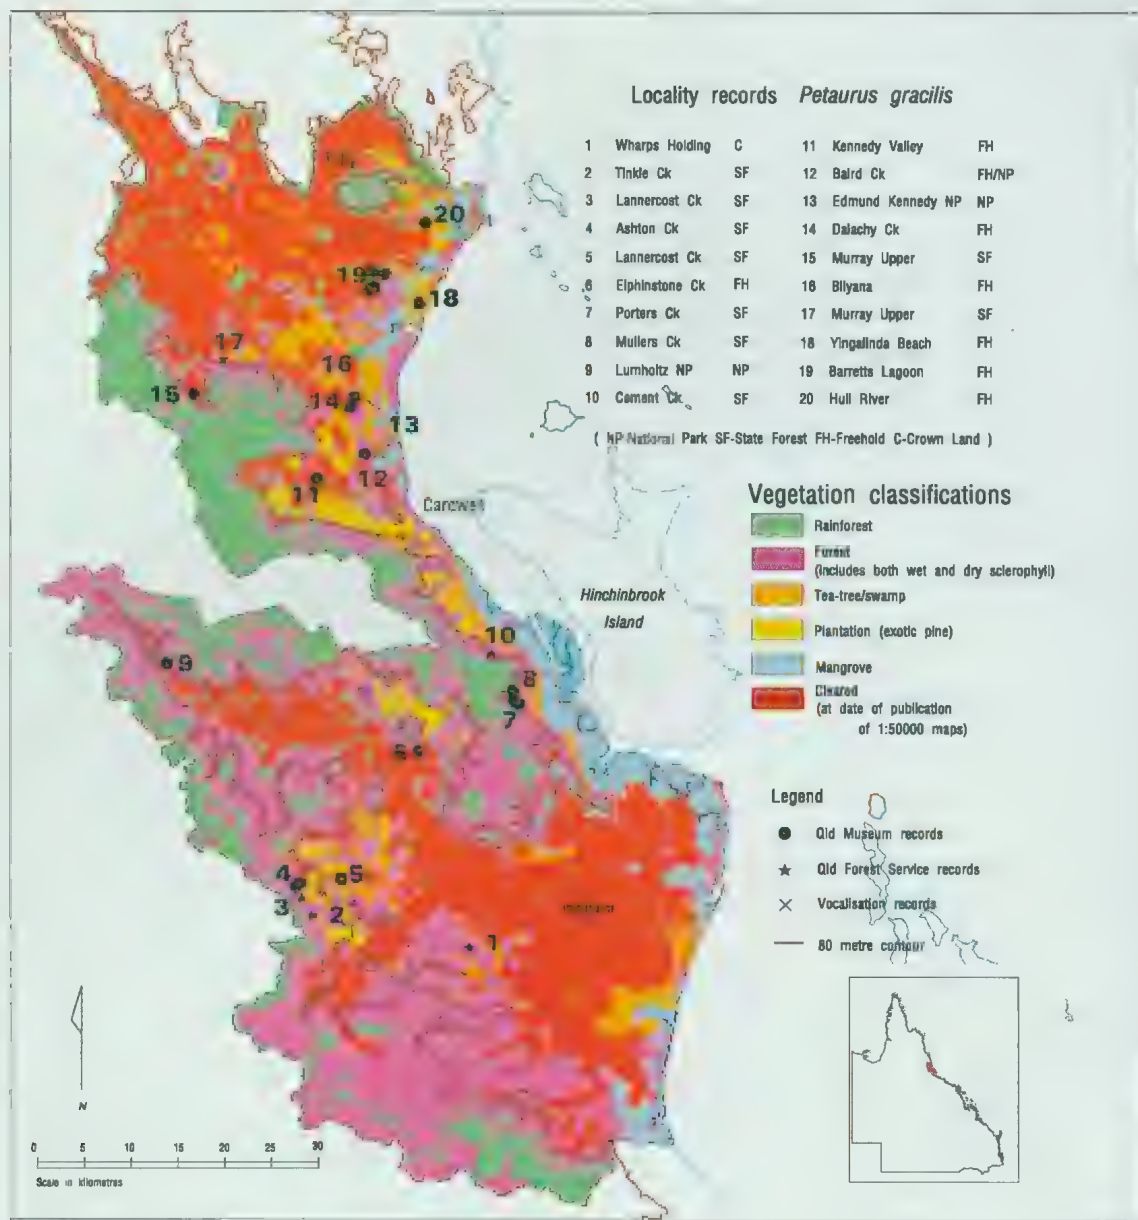 Locality records Petaurus gracilis
1 Wharps Holding C
2 Tinkle Ck SF
3 Lannercost Ck SF
4 Ashton Ck SF
5 Lannercost Ck SF
6 Elphinstone Ck FH
7 Porters Ck SF
8 Mullers Ck SF
9 Lumholtz NP NP
10 Cement Ck SF
11 Kennedy Valley FH
12 Baird Ck FH/NP
13 Edmund Kennedy NP NP
14 Dalachy Ck FH
15 Murray Upper SF
16 Bilyana FH
17 Murray Upper SF
18 Yingalinda Beach FH
19 Barretts Lagoon FH
20 Hull River FH
( NP-National Park SF-State Forest FH-Freehold C-Crown Land )
20
19
18
17
16
15
14
13
12
11
Cardwell
Hinchinbrook
Island
10
9
8
7
6
4
5
3
2
1
Vegetation classifications
Rainforest
Forest
(includes both wet and dry sclerophyll)
Tea-tree/swamp
Plantation (exotic pine)
Mangrove
Cleared
(at date of publication
of 1:50000 maps)
Legend
Qld Museum records
Qld Forest Service records
Vocalisation records
80 metre contour
N
0 5 10 15 20 25 30
Scale in kilometres